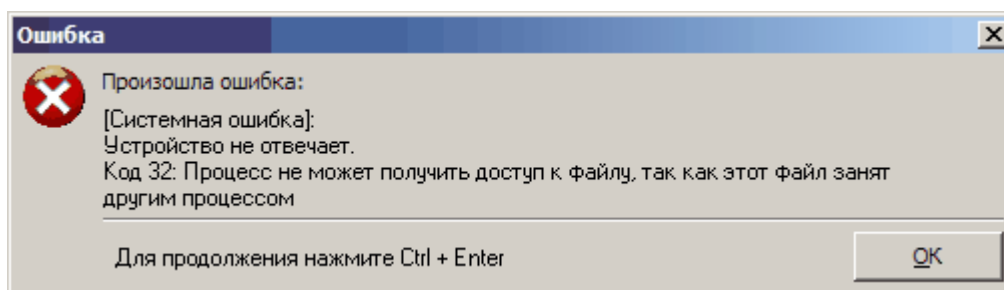 Ошибка
Произошла ошибка:
[Системная ошибка]:
Устройство не отвечает.
Код 32: Процесс не может получить доступ к файлу, так как этот файл занят
другим процессом
Для продолжения нажмите Ctrl + Enter
OK